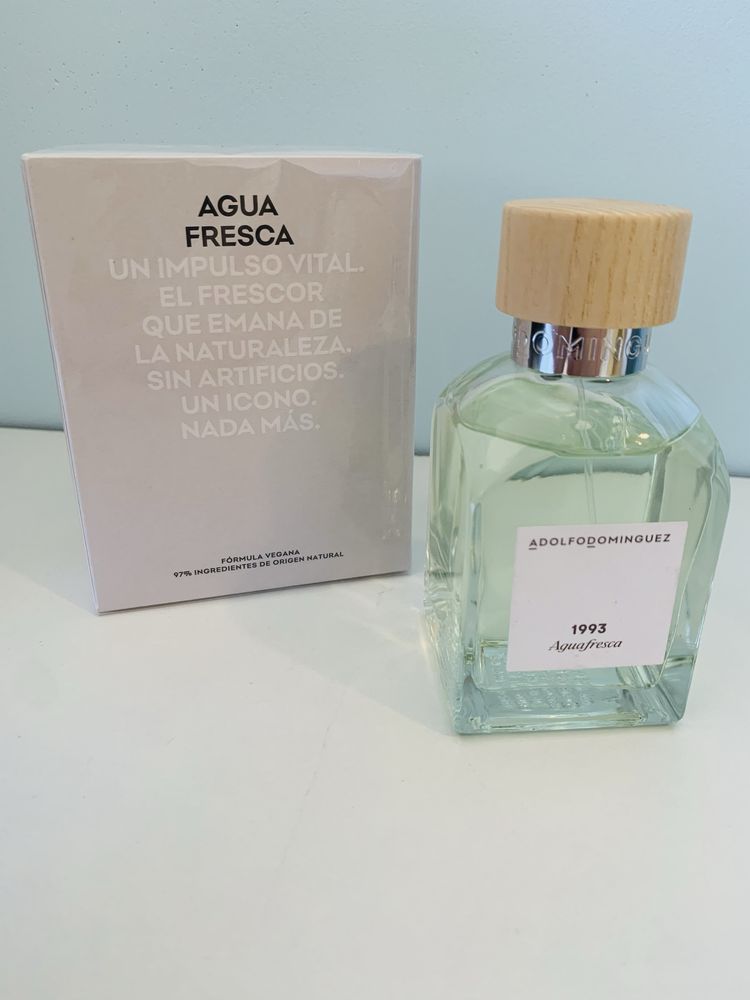 AGUA
FRESCA
UN IMPULSO VITAL.
EL FRESCOR
QUE EMANA DE
LA NATURALEZA.
SIN ARTIFICIOS.
UN ICONO.
NADA MÁS.
FÓRMULA VEGANA
97% INGREDIENTES DE ORIGEN NATURAL
DOMINGU
ADOLFODOMINGUEZ
1993
Aguafresca